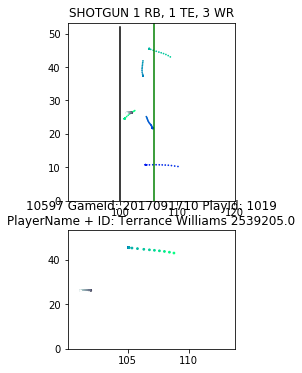 SHOTGUN 1 RB, 1 TE, 3 WR
50
40
30
20
10
0
100 110 120
10597 GameId: 2017091710 PlayId: 1019
PlayerName + ID: Terrance Williams 2539205.0
40
20
0
105 110